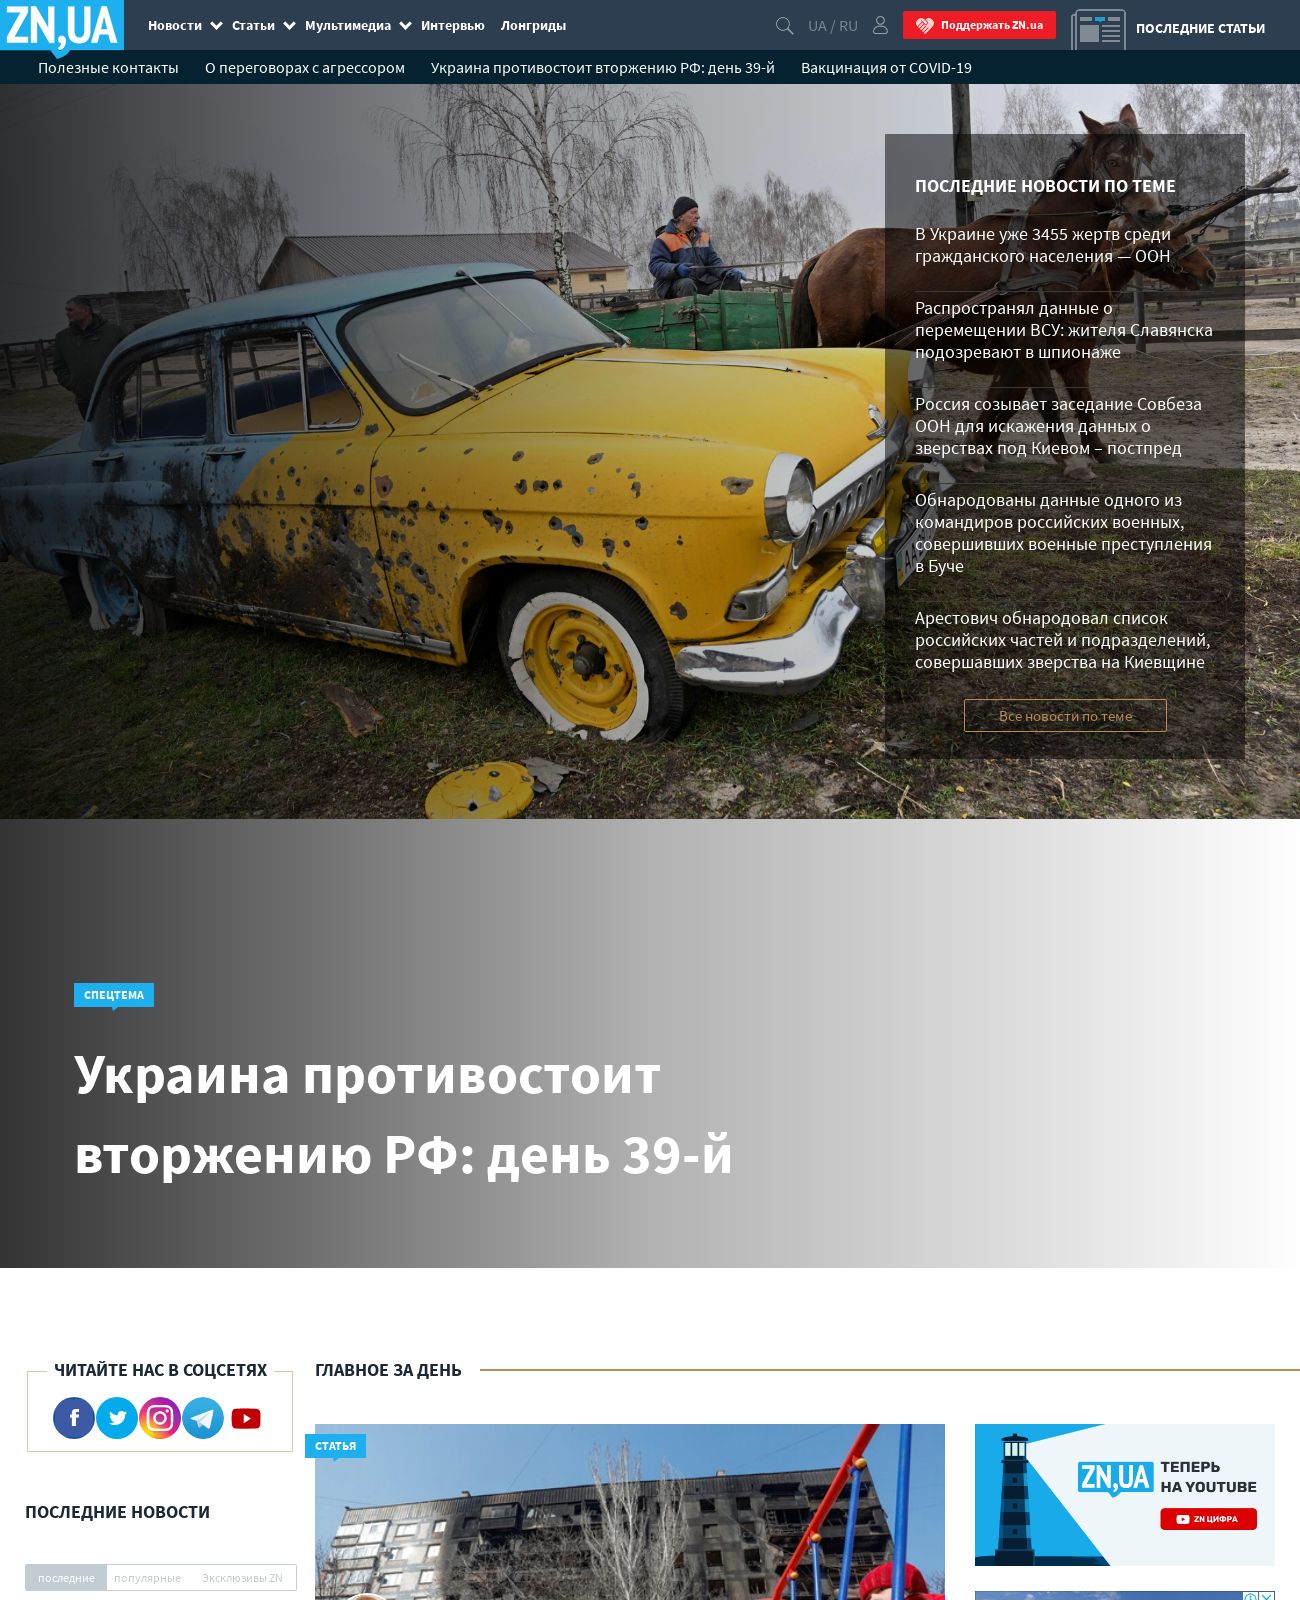 ZN,UA
Новости
Статьи
Мультимедиа
Интервью
Лонгриды
UA / RU
Поддержать ZN.ua
ПОСЛЕДНИЕ СТАТЬИ
Полезные контакты
О переговорах с агрессором
Украина противостоит вторжению РФ: день 39-й
Вакцинация от COVID-19
ПОСЛЕДНИЕ НОВОСТИ ПО ТЕМЕ
В Украине уже 3455 жертв среди
гражданского населения — ООН
Распространял данные о
перемещении ВСУ: жителя Славянска
подозревают в шпионаже
Россия созывает заседание Совбеза
ООН для искажения данных о
зверствах под Киевом – постпред
Обнародованы данные одного из
командиров российских военных,
совершивших военные преступления
в Буче
Арестович обнародовал список
российских частей и подразделений,
совершавших зверства на Киевщине
Все новости по теме
СПЕЦТЕМА
Украина противостоит
вторжению РФ: день 39-й
ЧИТАЙТЕ НАС В СОЦСЕТЯХ
ГЛАВНОЕ ЗА ДЕНЬ
СТАТЬЯ
ZN,UA
ТЕПЕРЬ
НА YOUTUBE
ZN ЦИФРА
ПОСЛЕДНИЕ НОВОСТИ
последние
популярные
Эксклюзивы ZN